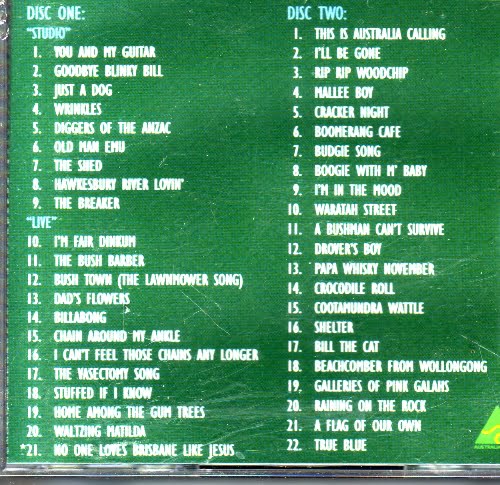 DISC ONE:
"STUDIO"
1. YOU AND MY GUITAR
2. GOODBYE BLINKY BILL
3. JUST A DOG
4. WRINKLES
5. DIGGERS OF THE ANZAC
6. OLD MAN EMU
7. THE SHED
8. HAWKESBURY RIVER LOVIN'
9. THE BREAKER
"LIVE"
10. I'M FAIR DINKUM
11. THE BUSH BARBER
12. BUSH TOWN (THE LAWNMOWER SONG)
13. DAD'S FLOWERS
14. BILLABONG
15. CHAIN AROUND MY ANKLE
16. I CAN'T FEEL THOSE CHAINS ANY LONGER
17. THE VASECTOMY SONG
18. STUFFED IF I KNOW
19. HOME AMONG THE GUM TREES
20. WALTZING MATILDA
*21. NO ONE LOVES BRISBANE LIKE JESUS
DISC TWO:
1. THIS IS AUSTRALIA CALLING
2. I'LL BE GONE
3. RIP RIP WOODCHIP
4. MALLEE BOY
5. CRACKER NIGHT
6. BOOMERANG CAFE
7. BUDGIE SONG
8. BOOGIE WITH M' BABY
9. I'M IN THE MOOD
10. WARATAH STREET
11. A BUSHMAN CAN'T SURVIVE
12. DROVER'S BOY
13. PAPA WHISKY NOVEMBER
14. CROCODILE ROLL
15. COOTAMUNDRA WATTLE
16. SHELTER
17. BILL THE CAT
18. BEACHCOMBER FROM WOLLONGONG
19. GALLERIES OF PINK GALAHS
20. RAINING ON THE ROCK
21. A FLAG OF OUR OWN
22. TRUE BLUE